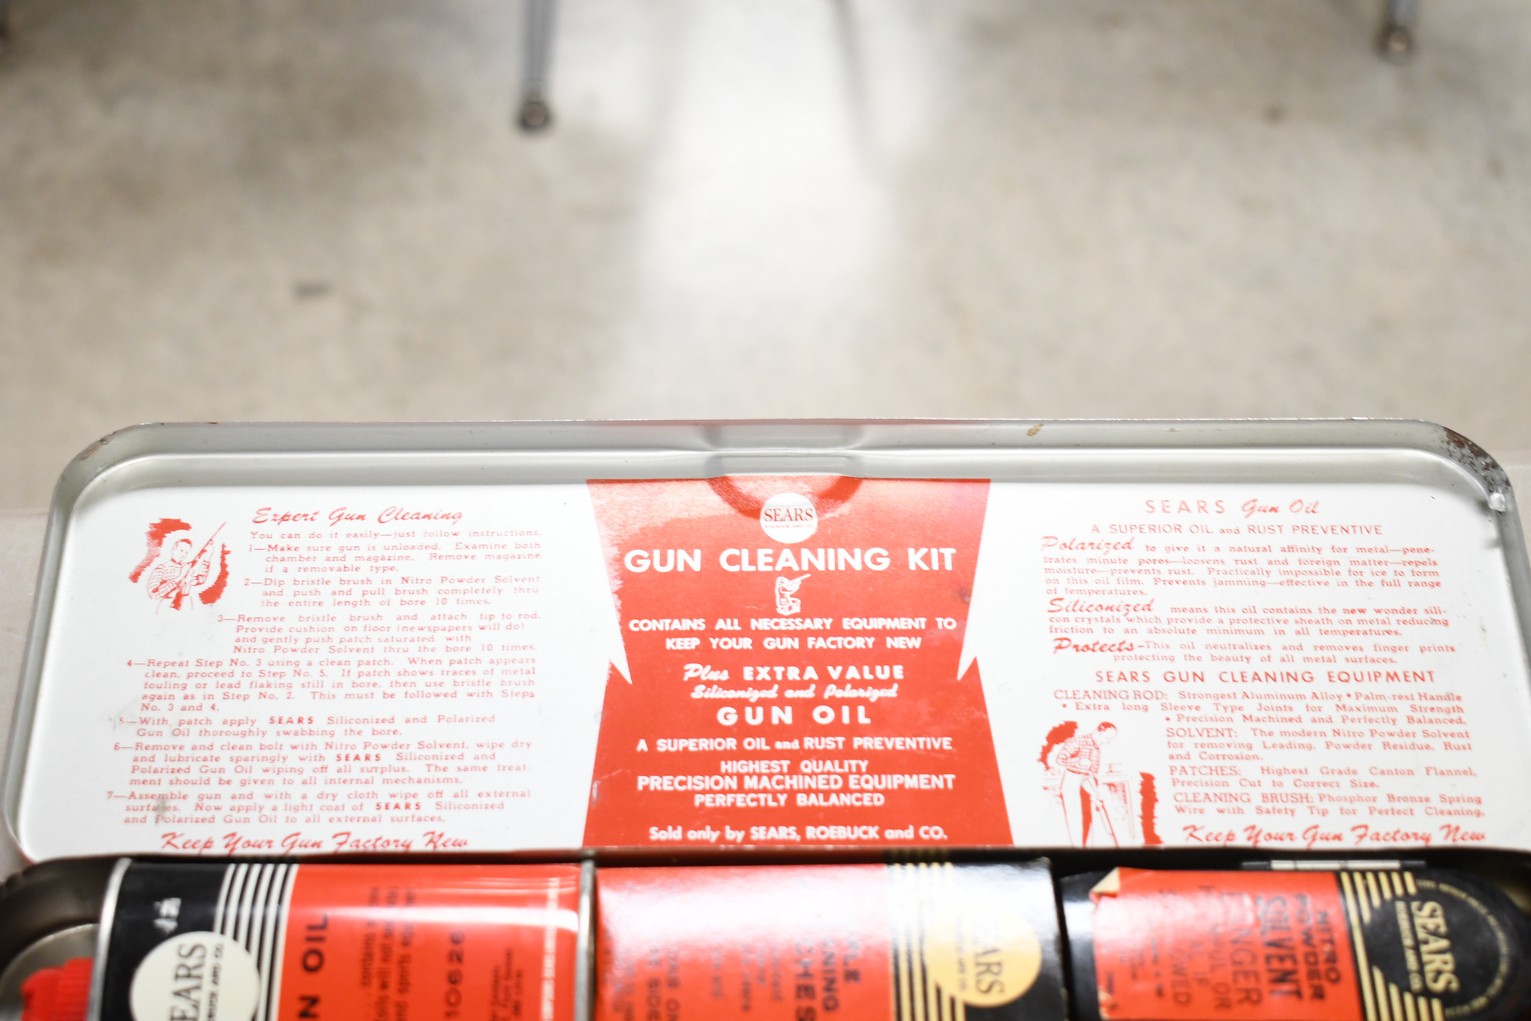 Expert Gun Cleaning
You can do it easily—just follow instructions.
1—Make sure gun is unloaded. Examine both
chamber and magazine. Remove magazine
if a removable type.
2—Dip bristle brush in Nitro Powder Solvent
and push and pull brush completely thru
the entire length of bore 10 times.
3—Remove bristle brush and attach tip to rod.
Provide cushion on floor (newspapers will do)
and gently push patch saturated with
Nitro Powder Solvent thru the bore 10 times.
4—Repeat Step No. 3 using a clean patch. When patch appears
clean, proceed to Step No. 5. If patch shows traces of metal
fouling or lead flaking still in bore, then use bristle brush
again as in Step No. 2. This must be followed with Steps
No. 3 and 4.
5—With patch apply SEARS Siliconized and Polarized
Gun Oil thoroughly swabbing the bore.
6—Remove and clean bolt with Nitro Powder Solvent, wipe dry
and lubricate sparingly with SEARS Siliconized and
Polarized Gun Oil wiping off all surplus. The same treat
ment should be given to all internal mechanisms.
7—Assemble gun and with a dry cloth wipe off all external
surfaces. Now apply a light coat of SEARS Siliconized
and Polarized Gun Oil to all external surfaces.
Keep Your Gun Factory New
SEARS
GUN CLEANING KIT
CONTAINS ALL NECESSARY EQUIPMENT TO
KEEP YOUR GUN FACTORY NEW
Plus EXTRA VALUE
Siliconized and Polarized
GUN OIL
A SUPERIOR OIL and RUST PREVENTIVE
HIGHEST QUALITY
PRECISION MACHINED EQUIPMENT
PERFECTLY BALANCED
Sold only by SEARS, ROEBUCK and CO.
SEARS Gun Oil
A SUPERIOR OIL and RUST PREVENTIVE
Polarized to give it a natural affinity for metal—pene-
trates minute pores—loosens rust and foreign matter—repels
moisture—prevents rust. Practically impossible for ice to form
on this oil film. Prevents jamming—effective in the full range
of temperatures.
Siliconized means this oil contains the new wonder sili-
con crystals which provide a protective sheath on metal reducing
friction to an absolute minimum in all temperatures.
Protects—This oil neutralizes and removes finger prints
protecting the beauty of all metal surfaces.
SEARS GUN CLEANING EQUIPMENT
CLEANING ROD: Strongest Aluminum Alloy • Palm-rest Handle
• Extra long Sleeve Type Joints for Maximum Strength
• Precision Machined and Perfectly Balanced.
SOLVENT: The modern Nitro Powder Solvent
for removing Leading, Powder Residue, Rust
and Corrosion.
PATCHES: Highest Grade Canton Flannel,
Precision Cut to Correct Size.
CLEANING BRUSH: Phosphor Bronze Spring
Wire with Safety Tip for Perfect Cleaning.
Keep Your Gun Factory New
SEARS
OIL
10626
SEARS
NITRO
POWDER
SOLVENT
SEARS